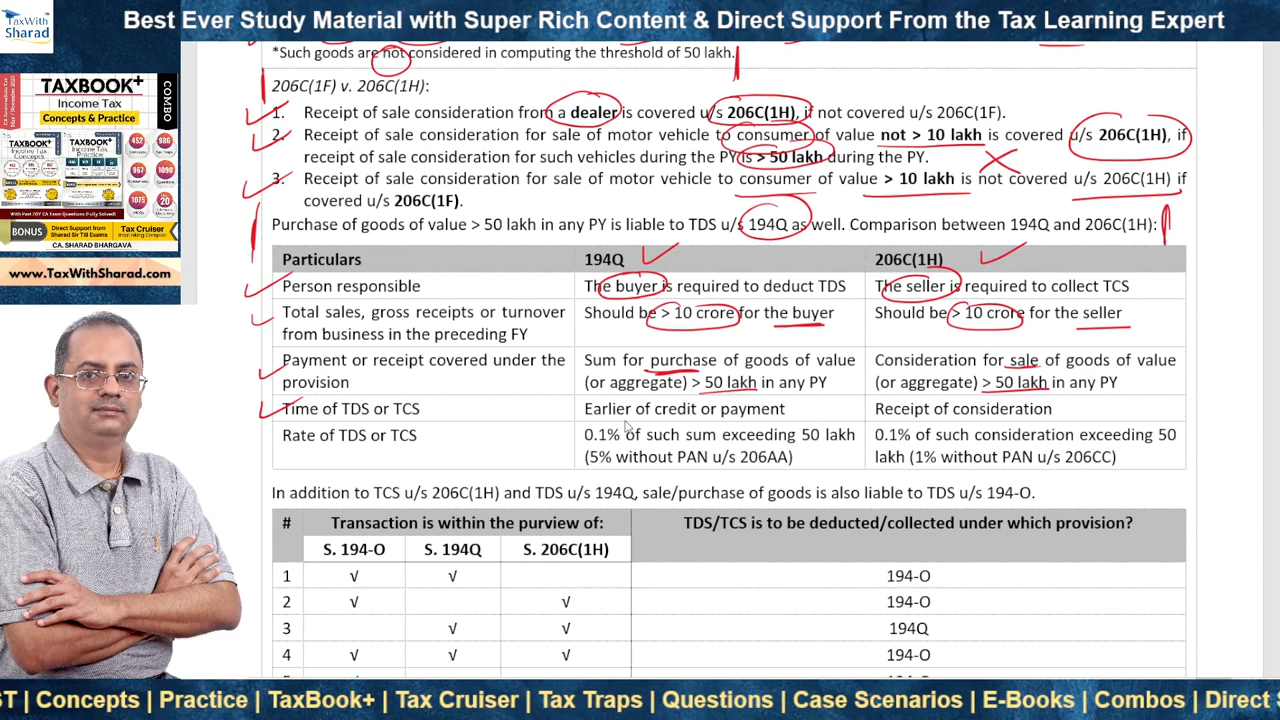 TaxWith
Sharad
Best Ever Study Material with Super Rich Content & Direct Support From the Tax Learning Expert
*Such goods are not considered in computing the threshold of 50 lakh.
206C(1F) v. 206C(1H):
1. Receipt of sale consideration from a dealer is covered u/s 206C(1H), if not covered u/s 206C(1F).
2. Receipt of sale consideration for sale of motor vehicle to consumer of value not > 10 lakh is covered u/s 206C(1H), if
receipt of sale consideration for such vehicles during the PY is > 50 lakh during the PY.
3. Receipt of sale consideration for sale of motor vehicle to consumer of value > 10 lakh is not covered u/s 206C(1H) if
covered u/s 206C(1F).
Purchase of goods of value > 50 lakh in any PY is liable to TDS u/s 194Q as well. Comparison between 194Q and 206C(1H):
Particulars 194Q 206C(1H)
Person responsible The buyer is required to deduct TDS The seller is required to collect TCS
Total sales, gross receipts or turnover Should be > 10 crore for the buyer Should be > 10 crore for the seller
from business in the preceding FY
Payment or receipt covered under the Sum for purchase of goods of value Consideration for sale of goods of value
provision (or aggregate) > 50 lakh in any PY (or aggregate) > 50 lakh in any PY
Time of TDS or TCS Earlier of credit or payment Receipt of consideration
Rate of TDS or TCS 0.1% of such sum exceeding 50 lakh 0.1% of such consideration exceeding 50
(5% without PAN u/s 206AA) lakh (1% without PAN u/s 206CC)
In addition to TCS u/s 206C(1H) and TDS u/s 194Q, sale/purchase of goods is also liable to TDS u/s 194-O.
# Transaction is within the purview of: TDS/TCS is to be deducted/collected under which provision?
S. 194-O S. 194Q S. 206C(1H)
1 √ √ 194-O
2 √ √ 194-O
3 √ √ 194Q
4 √ √ √ 194-O
TAXBOOK+
Income Tax
Concepts & Practice
COMBO
452
986
967
1090
1075
20
BONUS
Direct Support from
Sharad Sir Till Exams
Tax Cruiser
CA. SHARAD BHARGAVA
www.TaxWithSharad.com
ST | Concepts | Practice | TaxBook+ | Tax Cruiser | Tax Traps | Questions | Case Scenarios | E-Books | Combos | Direct